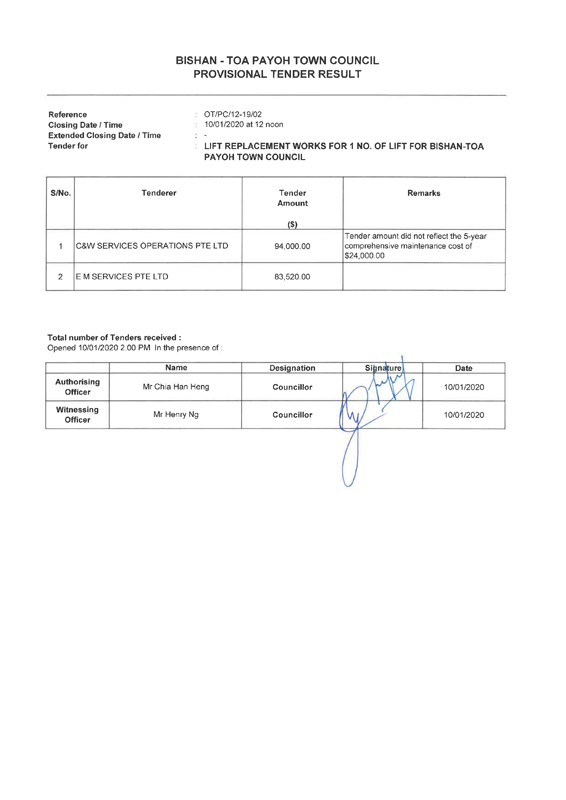 BISHAN - TOA PAYOH TOWN COUNCIL
PROVISIONAL TENDER RESULT
Reference : OT/PC/12-19/02
Closing Date / Time : 10/01/2020 at 12 noon
Extended Closing Date / Time : -
Tender for : LIFT REPLACEMENT WORKS FOR 1 NO. OF LIFT FOR BISHAN-TOA
PAYOH TOWN COUNCIL
S/No. Tenderer Tender Remarks
Amount
($)
Tender amount did not reflect the 5-year
1 C&W SERVICES OPERATIONS PTE LTD 94,000.00 comprehensive maintenance cost of
$24,000.00
2 E M SERVICES PTE LTD 83,520.00
Total number of Tenders received :
Opened 10/01/2020 2.00 PM In the presence of :
Name Designation Signature Date
Authorising
Officer Mr Chia Han Heng Councillor 10/01/2020
Witnessing
Officer Mr Henry Ng Councillor 10/01/2020